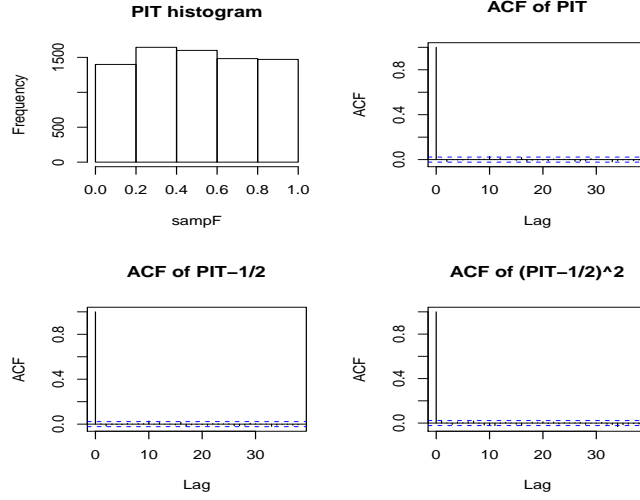 PIT histogram
Frequency
0
500
1500
0.0 0.2 0.4 0.6 0.8 1.0
sampF
ACF of PIT
ACF
0.0
0.4
0.8
0 10 20 30
Lag
ACF of PIT−1/2
ACF
0.0
0.4
0.8
0 10 20 30
Lag
ACF of (PIT−1/2)^2
ACF
0.0
0.4
0.8
0 10 20 30
Lag